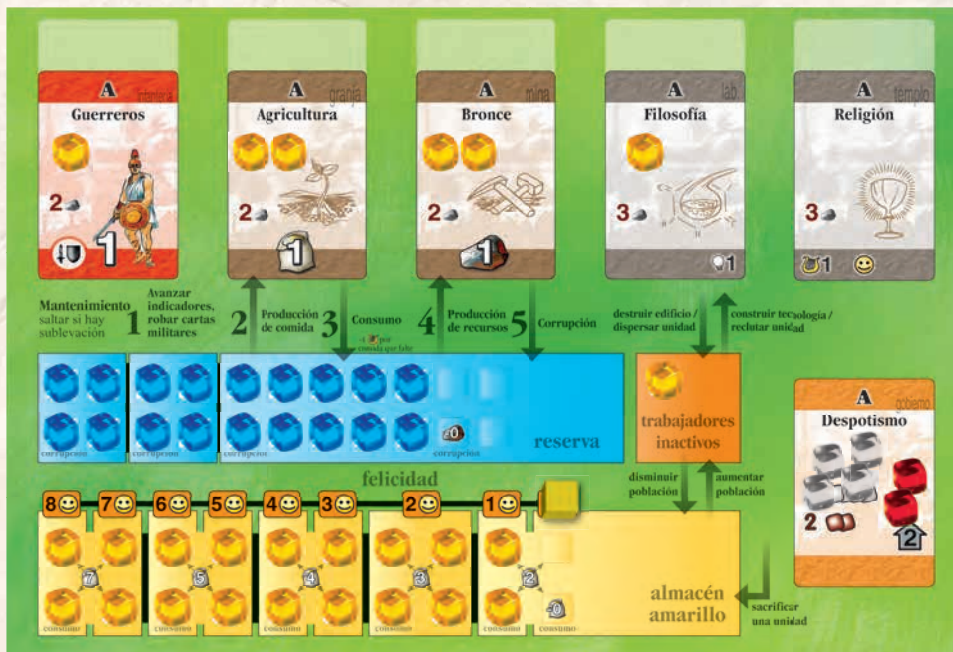 A
infantería
Guerreros
2
1
A
granja
Agricultura
2
1
A
mina
Bronce
2
1
A
lab
Filosofía
3
1
A
templo
Religión
3
1
Mantenimiento
saltar si hay
sublevación
1
Avanzar
indicadores,
robar cartas
militares
2
Producción
de comida
3
Consumo
por
comida que falte
4
Producción
de recursos
5
Corrupción
destruir edificio /
dispersar unidad
construir tecnología /
reclutar unidad
corrupción
corrupción
corrupción
-0
corrupción
reserva
trabajadores
inactivos
A
gobierno
Despotismo
2
2
felicidad
disminuir
población
aumentar
población
8
7
6
5
4
3
2
1
7
5
4
3
2
-0
consumo
consumo
consumo
consumo
consumo
consumo
almacén
amarillo
sacrificar
una unidad